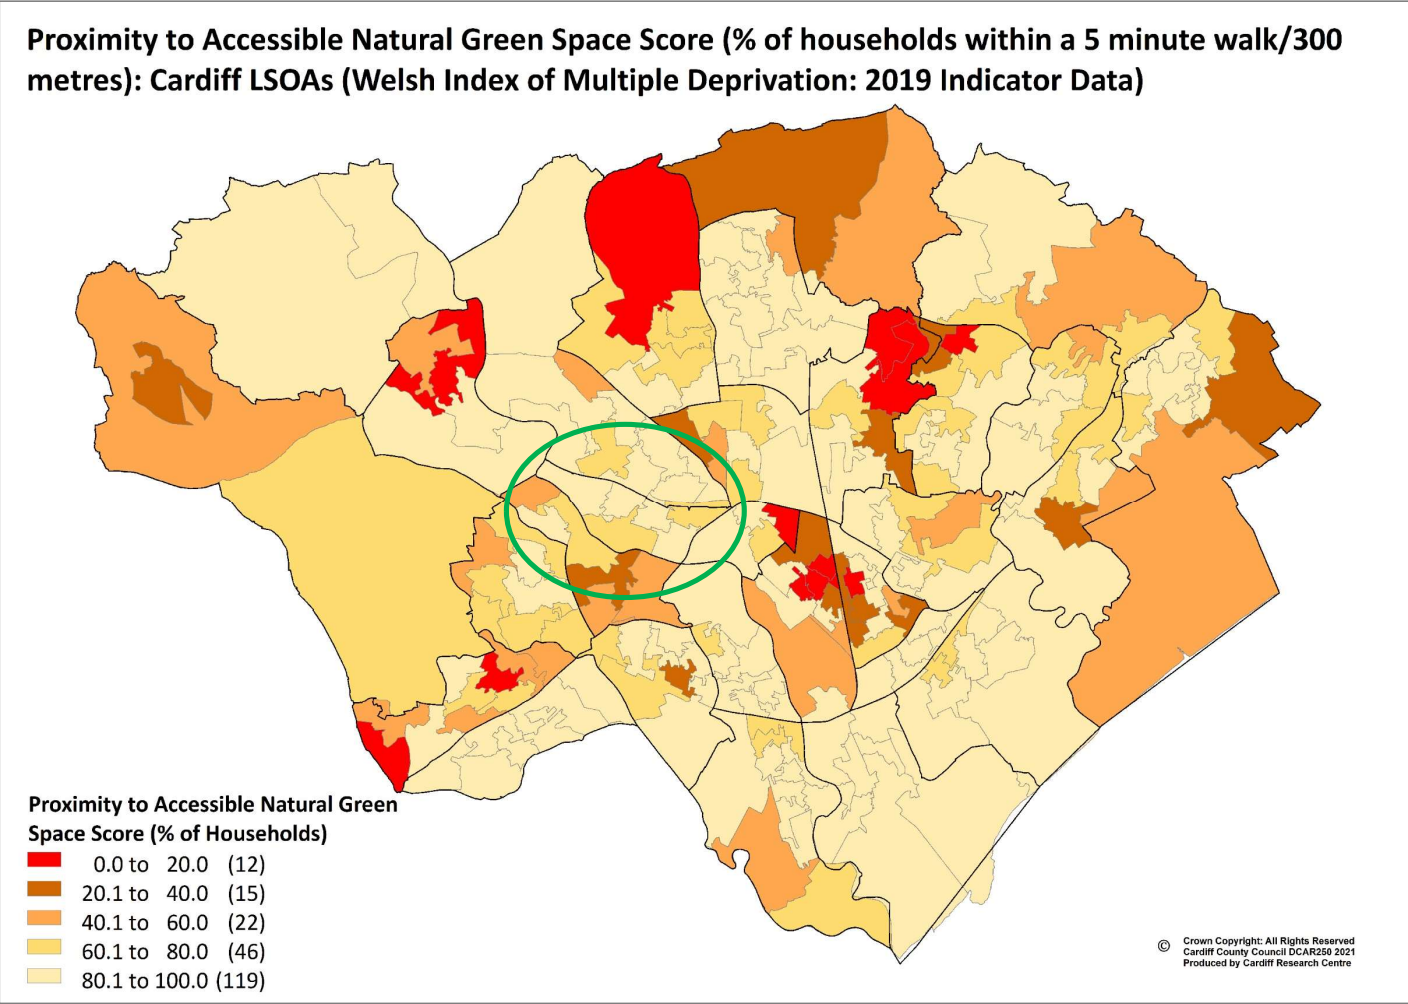 Proximity to Accessible Natural Green Space Score (% of households within a 5 minute walk/300
metres): Cardiff LSOAs (Welsh Index of Multiple Deprivation: 2019 Indicator Data)
Proximity to Accessible Natural Green
Space Score (% of Households)
0.0 to 20.0 (12)
20.1 to 40.0 (15)
40.1 to 60.0 (22)
60.1 to 80.0 (46)
80.1 to 100.0 (119)
© Crown Copyright: All Rights Reserved
Cardiff County Council DCAR250 2021
Produced by Cardiff Research Centre